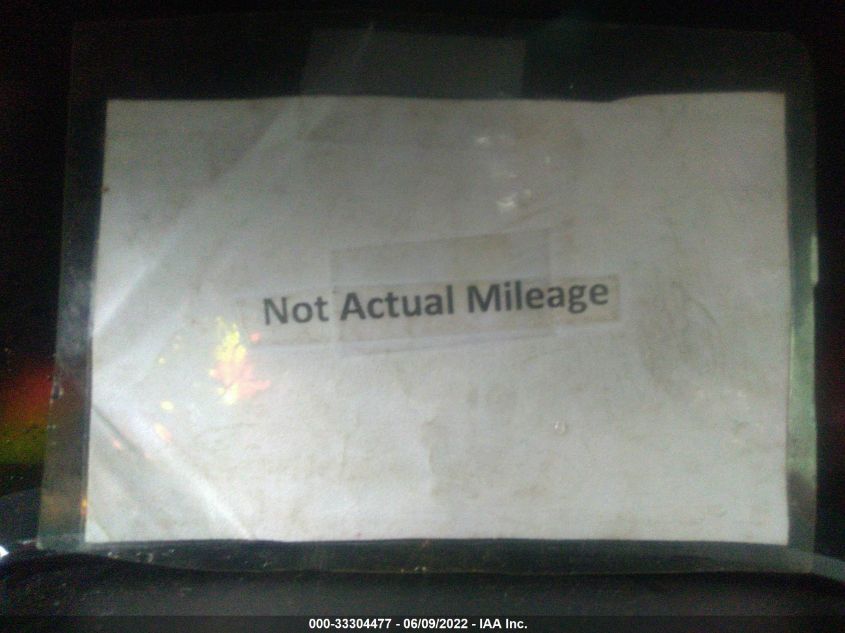 Not Actual Mileage
000-33304477 - 06/09/2022 - IAA Inc.